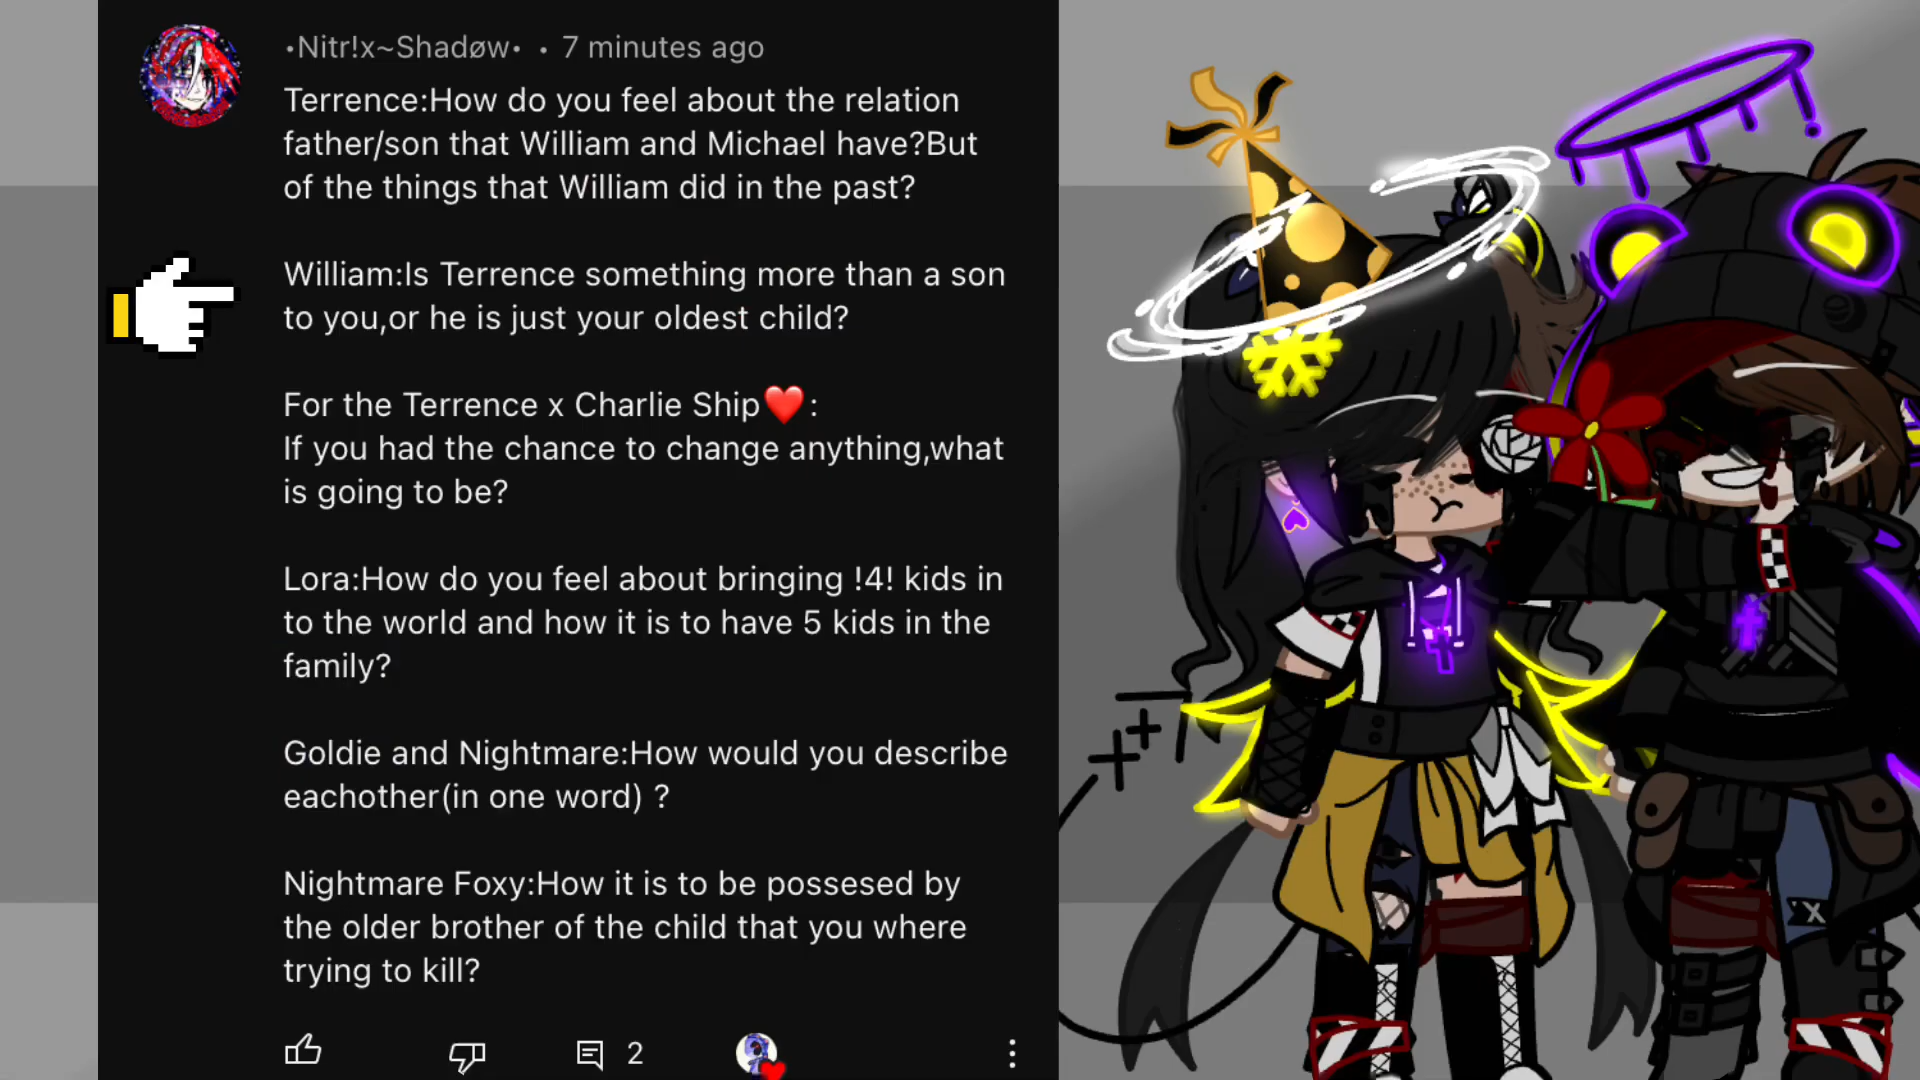 •Nitr!x~Shadøw• • 7 minutes ago
Terrence:How do you feel about the relation
father/son that William and Michael have?But
of the things that William did in the past?
William:Is Terrence something more than a son
to you,or he is just your oldest child?
For the Terrence x Charlie Ship❤️:
If you had the chance to change anything,what
is going to be?
Lora:How do you feel about bringing !4! kids in
to the world and how it is to have 5 kids in the
family?
Goldie and Nightmare:How would you describe
eachother(in one word) ?
Nightmare Foxy:How it is to be possesed by
the older brother of the child that you where
trying to kill?
2
X